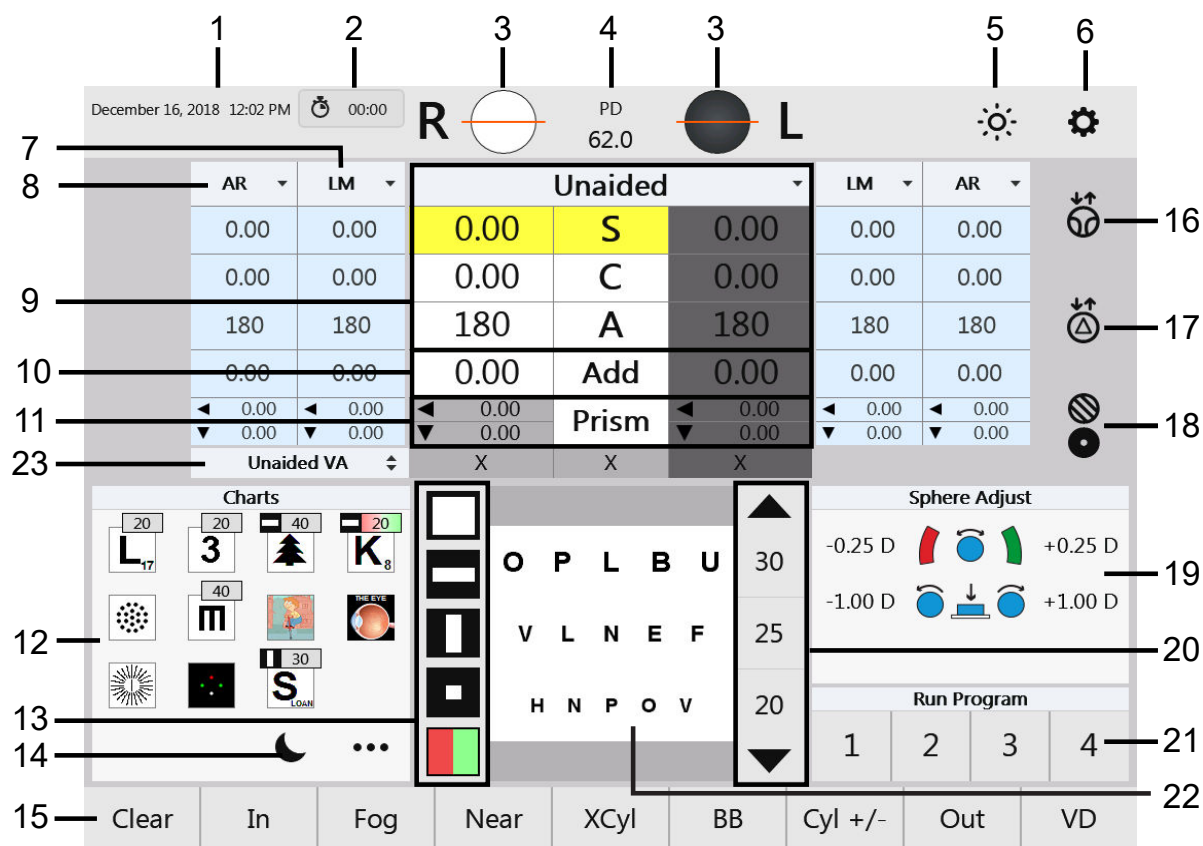 1 2 3 4 3 5 6
December 16, 2018 12:02 PM 00:00 R PD L
62.0
7
8 AR LM Unaided LM AR
0.00 0.00 0.00 S 0.00 0.00 0.00 16
0.00 0.00 0.00 C 0.00 0.00 0.00
9
180 180 180 A 180 180 180 17
10 0.00 0.00 0.00 Add 0.00 0.00 0.00
11 0.00 0.00 0.00 Prism 0.00 0.00 0.00 18
0.00 0.00 0.00 0.00 0.00 0.00
23 Unaided VA X X X
Charts
20 20 40 20
L 17 3 K 8
40 THE EYE
m
30
S LOAN
12
13
14
O P L B U
V L N E F
H N P O V
30
25
20
Sphere Adjust
-0.25 D +0.25 D
19
-1.00 D +1.00 D
20
Run Program
1 2 3 4 21
22
15 Clear In Fog Near XCyl BB Cyl +/- Out VD